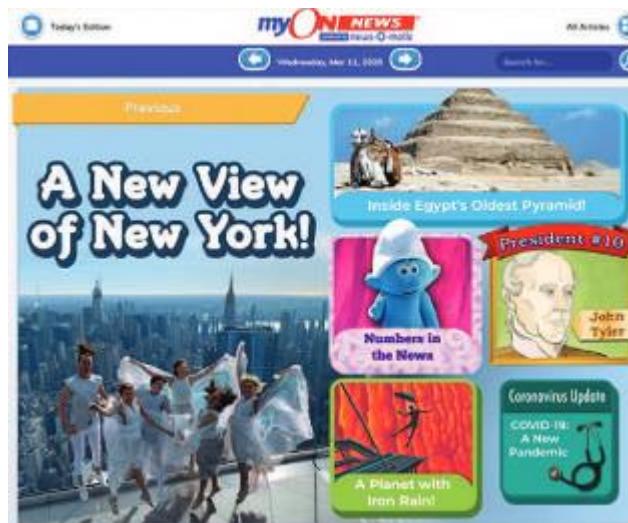 Today's Edition
myON NEWS
news-O-matic
All Articles
Wednesday, Mar 11, 2020
Search for...
Previous
A New View
of New York!
Inside Egypt's Oldest Pyramid!
Numbers in
the News
President #10
John
Tyler
A Planet with
Iron Rain!
Coronavirus Update
COVID-19:
A New
Pandemic